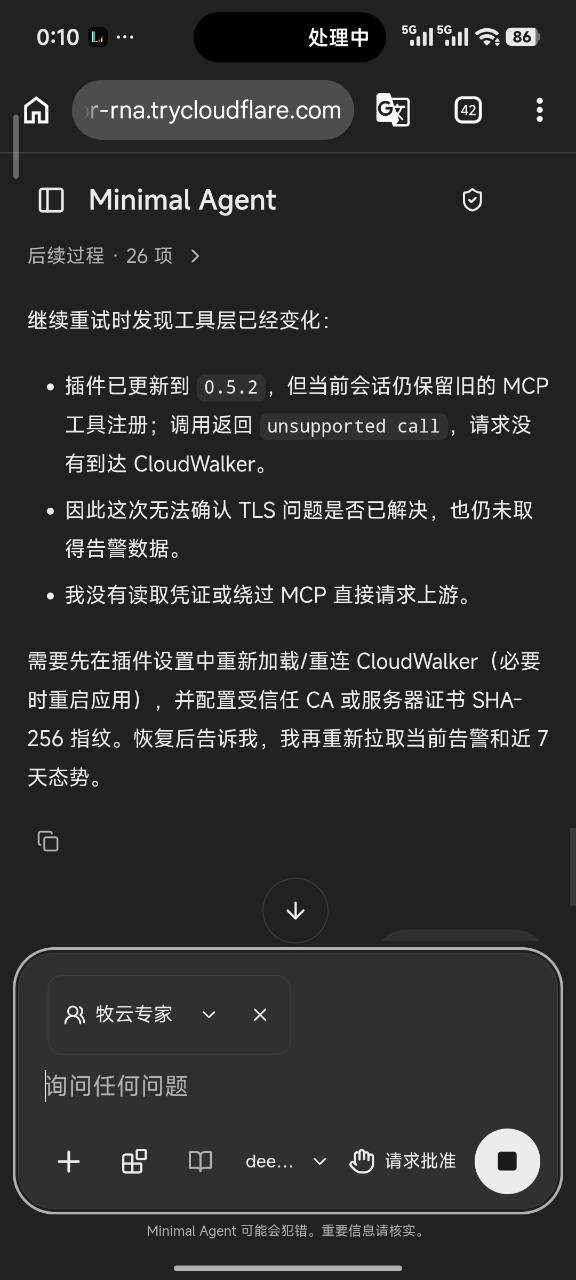 0:10 ··· 处理中 5G 5G 86
or-rna.trycloudflare.com 42
Minimal Agent
后续过程 · 26 项
继续重试时发现工具层已经变化：
• 插件已更新到 0.5.2，但当前会话仍保留旧的 MCP
工具注册；调用返回 unsupported call，请求没
有到达 CloudWalker。
• 因此这次无法确认 TLS 问题是否已解决，也仍未取
得告警数据。
• 我没有读取凭证或绕过 MCP 直接请求上游。
需要先在插件设置中重新加载/重连 CloudWalker（必要
时重启应用），并配置受信任 CA 或服务器证书 SHA-
256 指纹。恢复后告诉我，我再重新拉取当前告警和近 7
天态势。
牧云专家
询问任何问题
dee... 请求批准
Minimal Agent 可能会犯错。重要信息请核实。